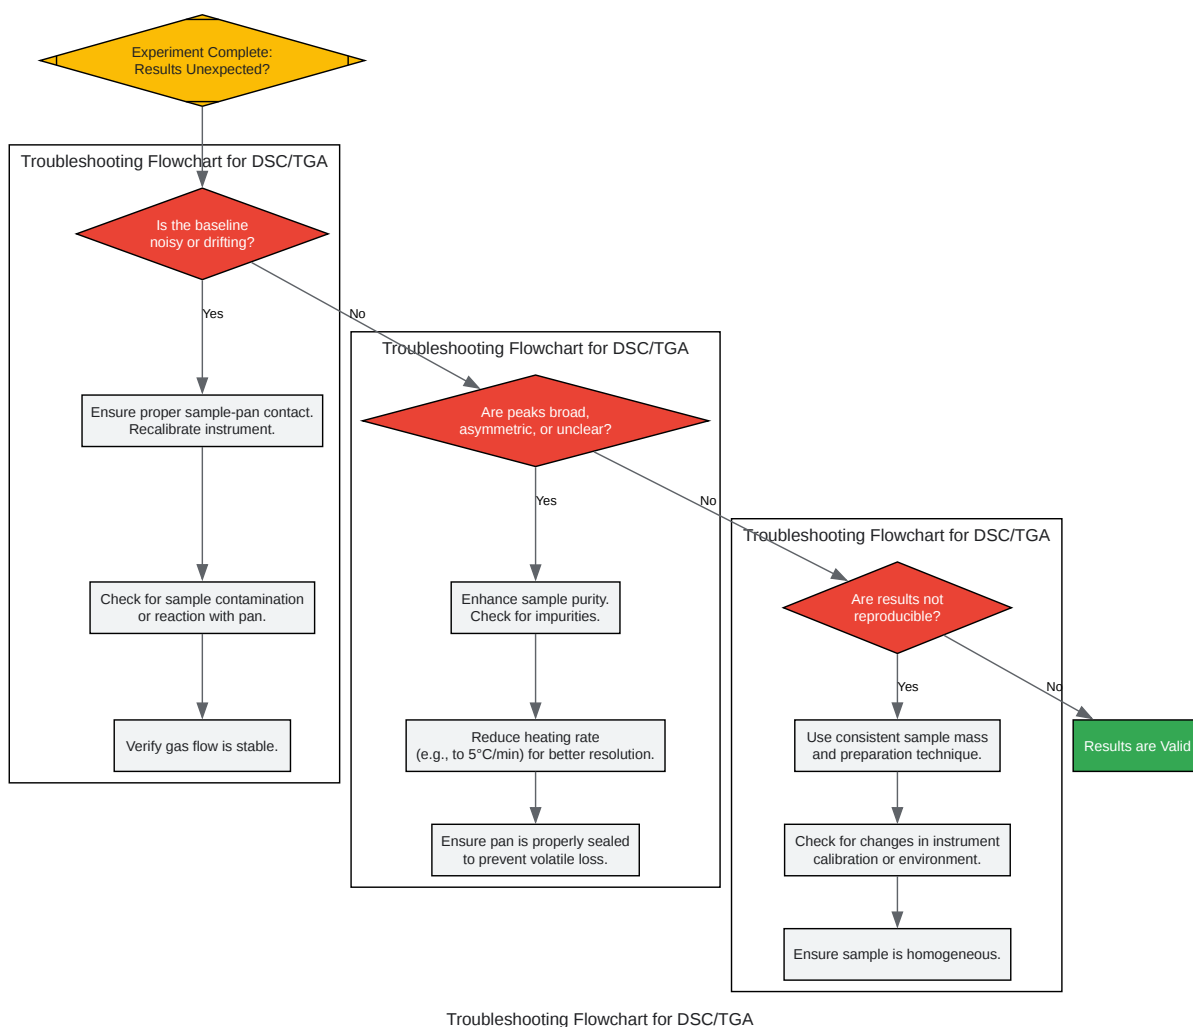 Experiment Complete:
Results Unexpected?
Troubleshooting Flowchart for DSC/TGA
Is the baseline
noisy or drifting?
Yes
No
Ensure proper sample-pan contact.
Recalibrate instrument.
Check for sample contamination
or reaction with pan.
Verify gas flow is stable.
Troubleshooting Flowchart for DSC/TGA
Are peaks broad,
asymmetric, or unclear?
Yes
No
Enhance sample purity.
Check for impurities.
Reduce heating rate
(e.g., to 5°C/min) for better resolution.
Ensure pan is properly sealed
to prevent volatile loss.
Troubleshooting Flowchart for DSC/TGA
Are results not
reproducible?
Yes
No
Use consistent sample mass
and preparation technique.
Results are Valid
Check for changes in instrument
calibration or environment.
Ensure sample is homogeneous.
Troubleshooting Flowchart for DSC/TGA